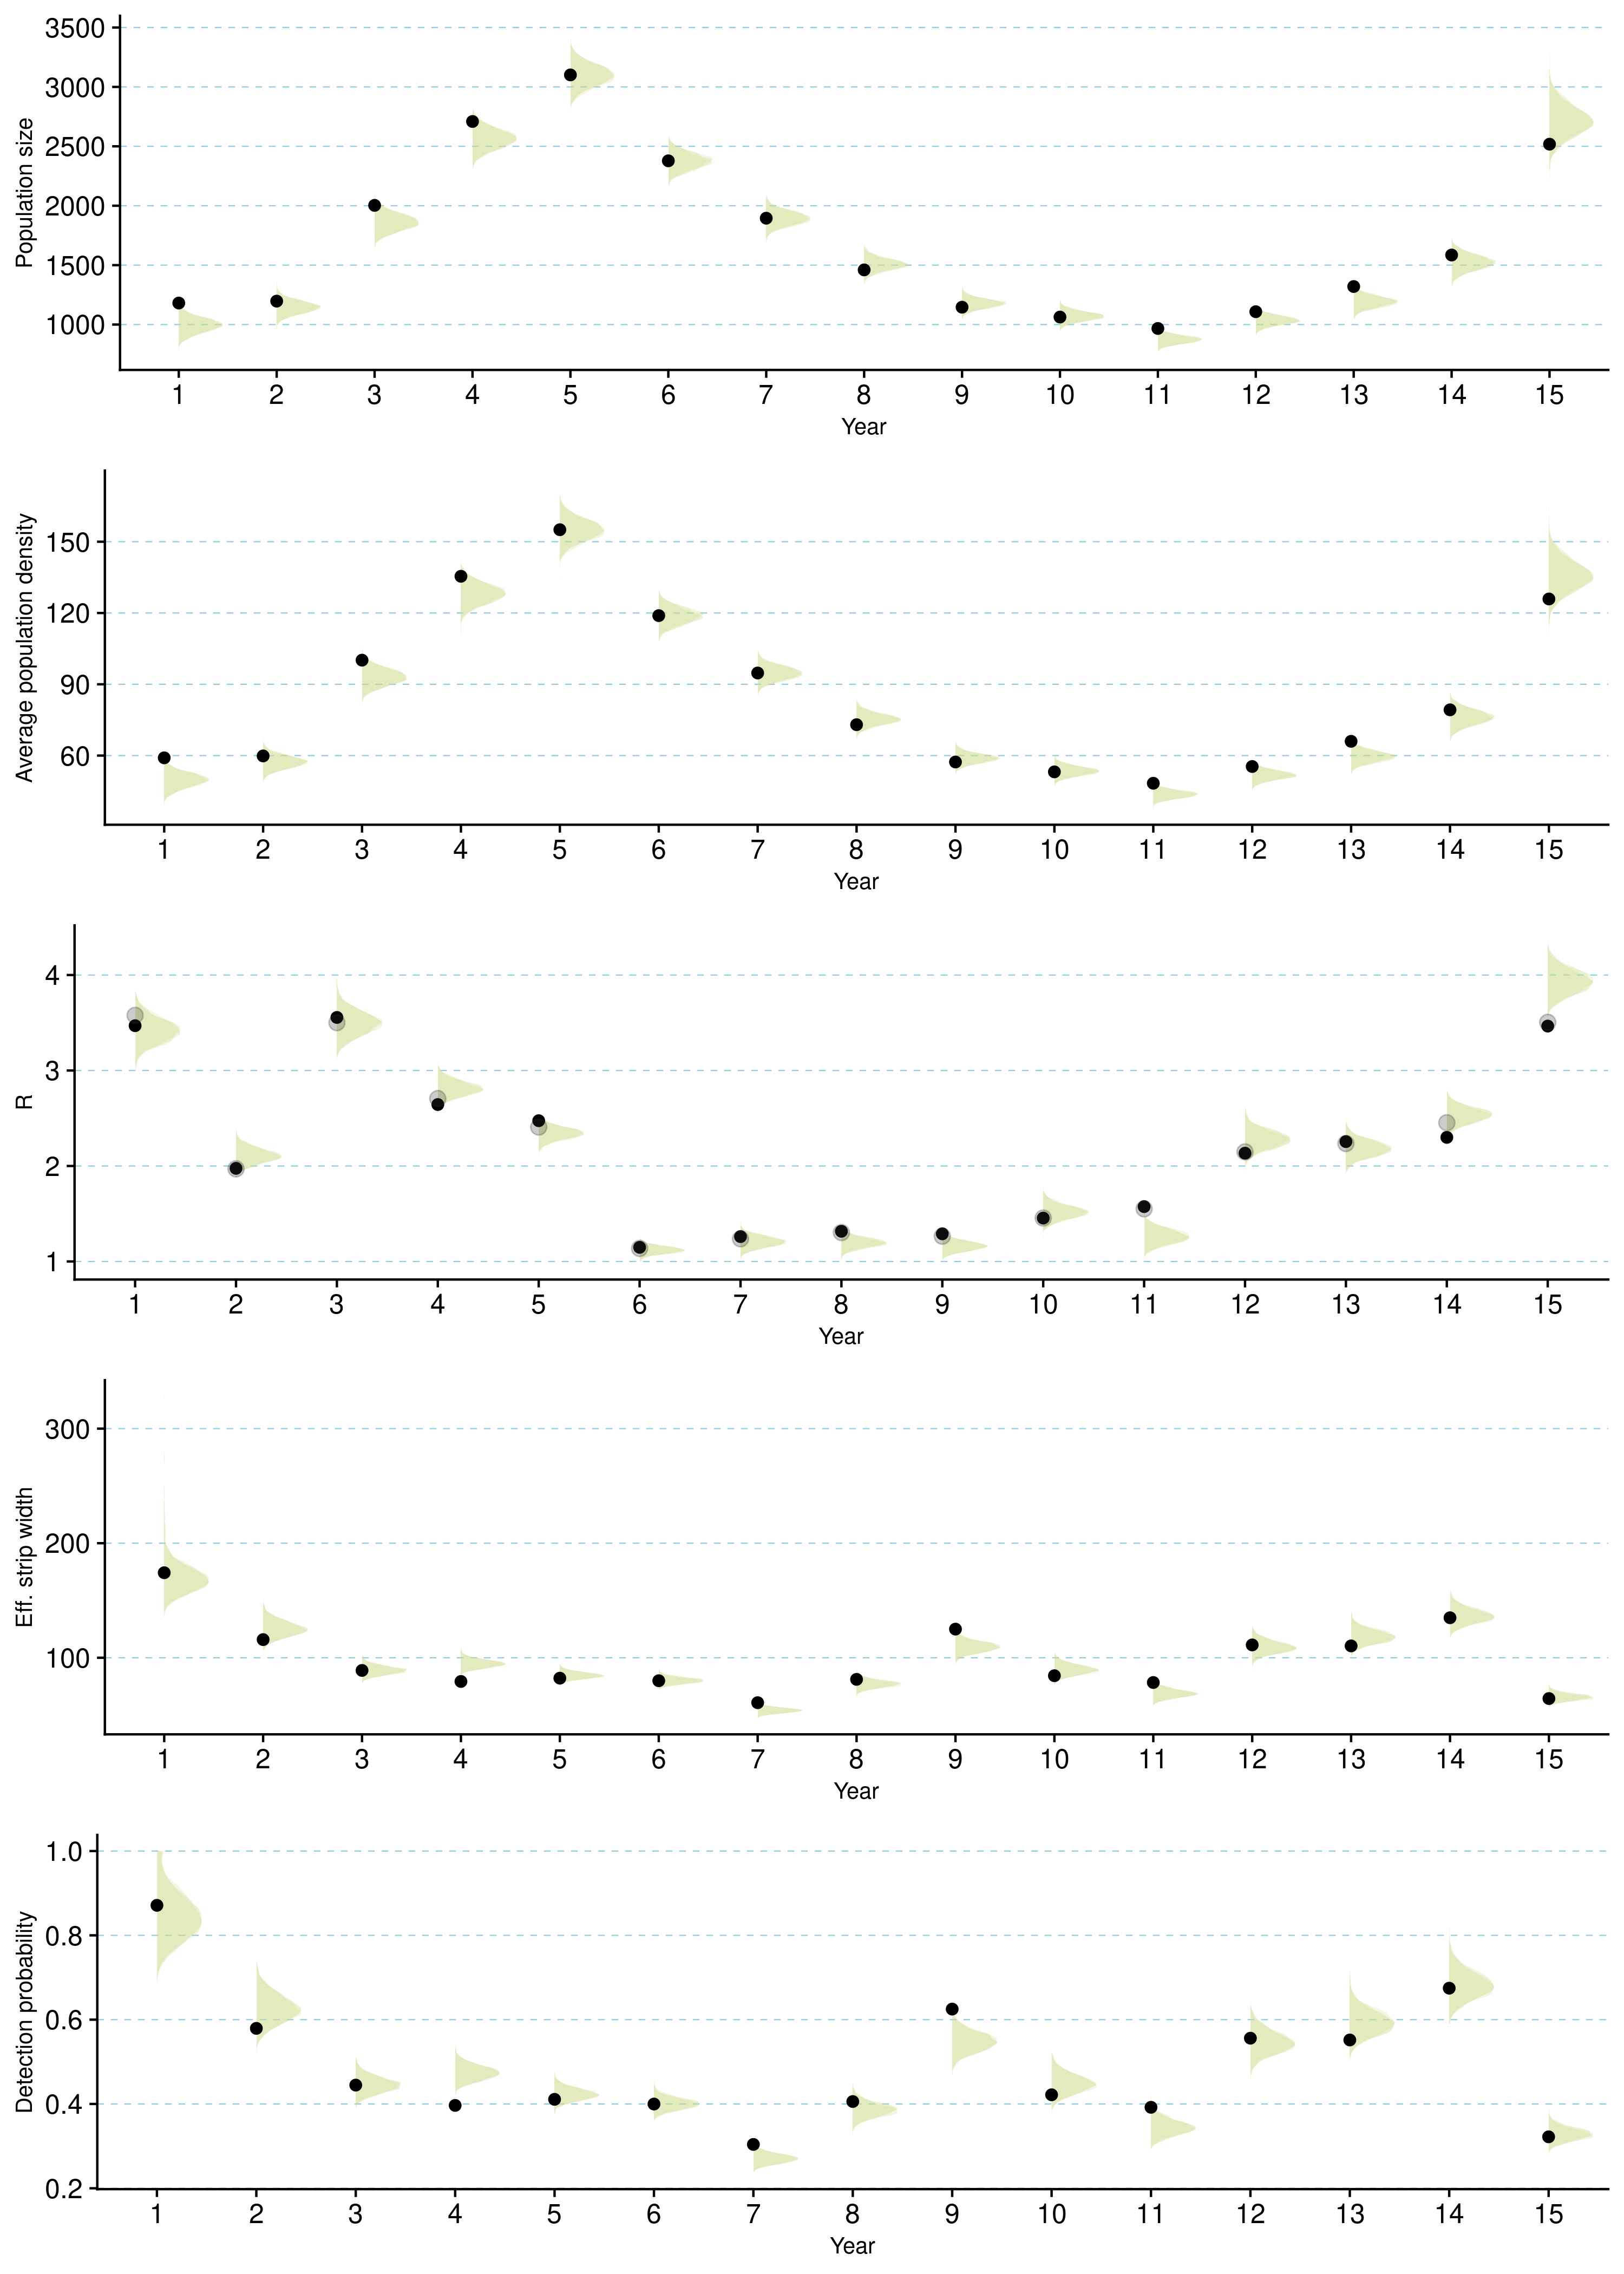 Population size
3500
3000
2500
2000
1500
1000
1 2 3 4 5 6 7 8 9 10 11 12 13 14 15
Year
Average population density
150
120
90
60
1 2 3 4 5 6 7 8 9 10 11 12 13 14 15
Year
R
4
3
2
1
1 2 3 4 5 6 7 8 9 10 11 12 13 14 15
Year
Eff. strip width
300
200
100
1 2 3 4 5 6 7 8 9 10 11 12 13 14 15
Year
Detection probability
1.0
0.8
0.6
0.4
0.2
1 2 3 4 5 6 7 8 9 10 11 12 13 14 15
Year